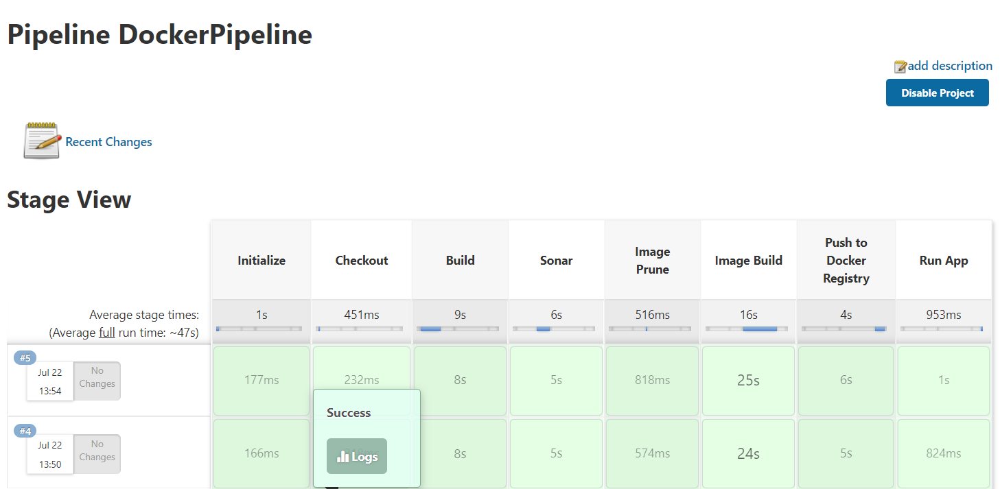 Pipeline DockerPipeline
add description
Disable Project
Recent Changes
Stage View
Initialize
Checkout
Build
Sonar
Image
Prune
Image Build
Push to
Docker
Registry
Run App
Average stage times:
(Average full run time: ~47s)
1s
451ms
9s
6s
516ms
16s
4s
953ms
#5
Jul 22
13:54
No
Changes
177ms
232ms
8s
5s
818ms
25s
6s
1s
Success
Logs
#4
Jul 22
13:50
No
Changes
166ms
8s
5s
574ms
24s
5s
824ms